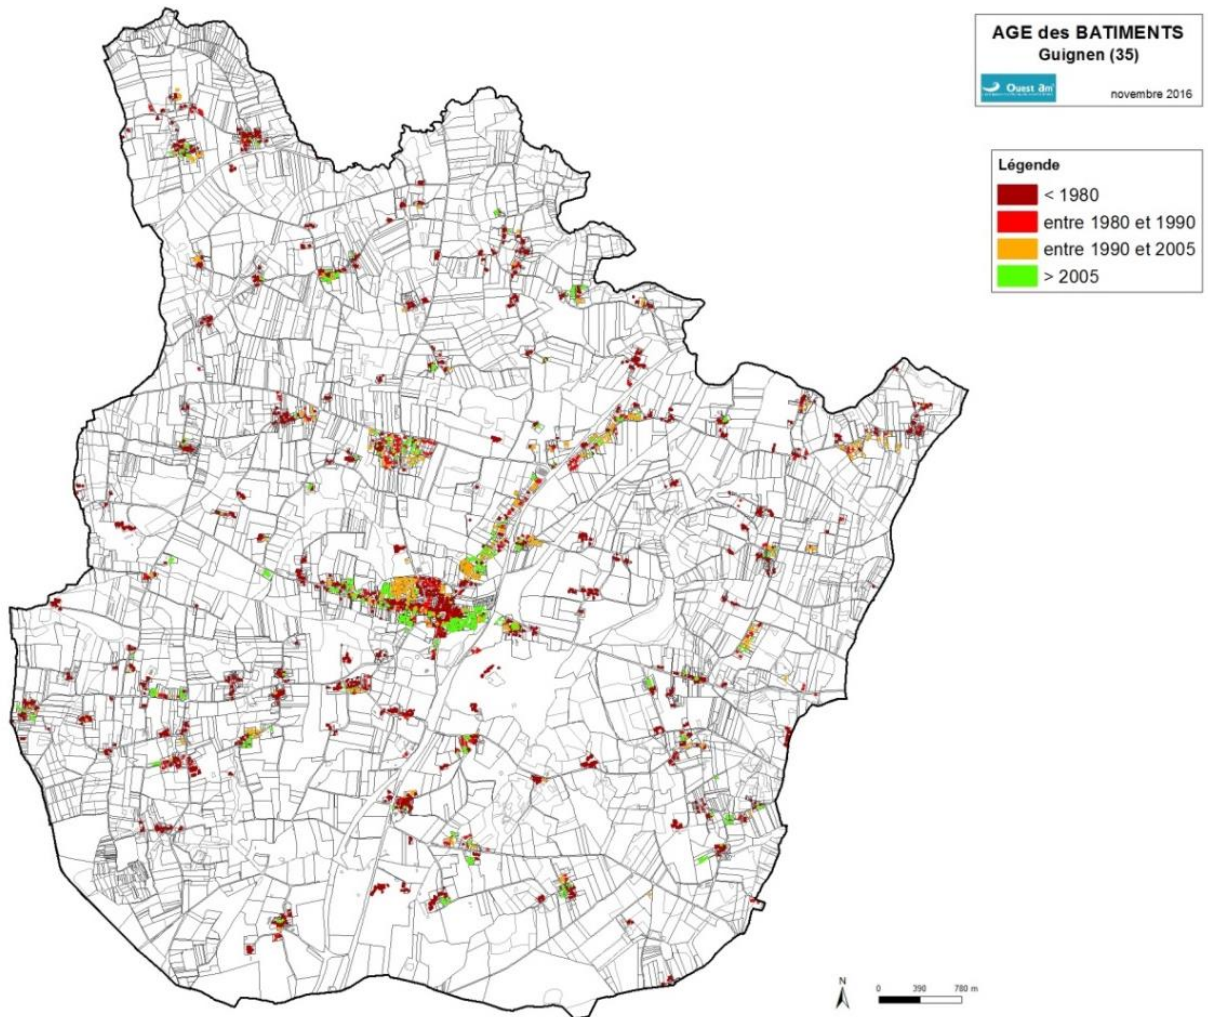 AGE des BATIMENTS
Guignen (35)
Ouest am'
novembre 2016
Légende
< 1980
entre 1980 et 1990
entre 1990 et 2005
> 2005
N
0 390 780 m